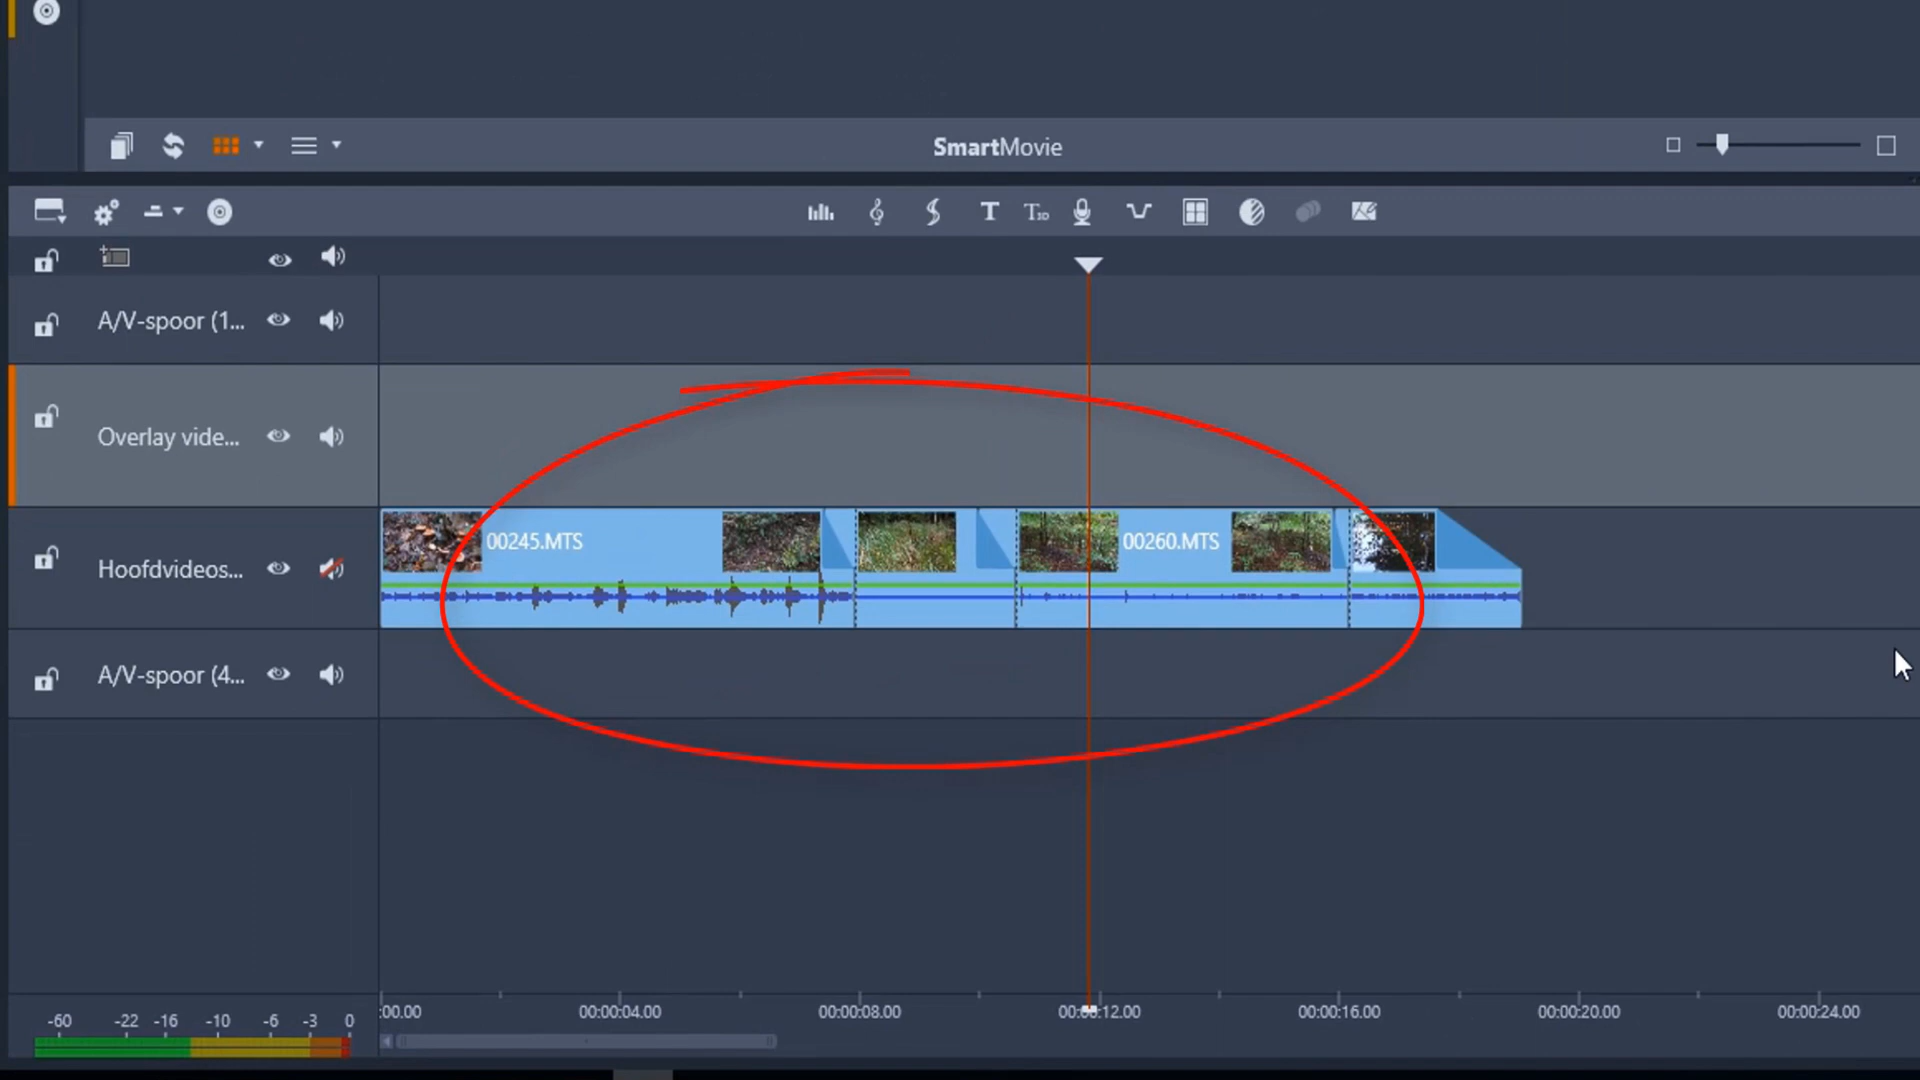 SmartMovie
A/V-spoor (1...
Overlay vide...
00245.MTS
00260.MTS
Hoofdvideos...
A/V-spoor (4...
:00.00 00:00:04.00 00:00:08.00 00:00:12.00 00:00:16.00 00:00:20.00 00:00:24.00
-60 -22 -16 -10 -6 -3 0